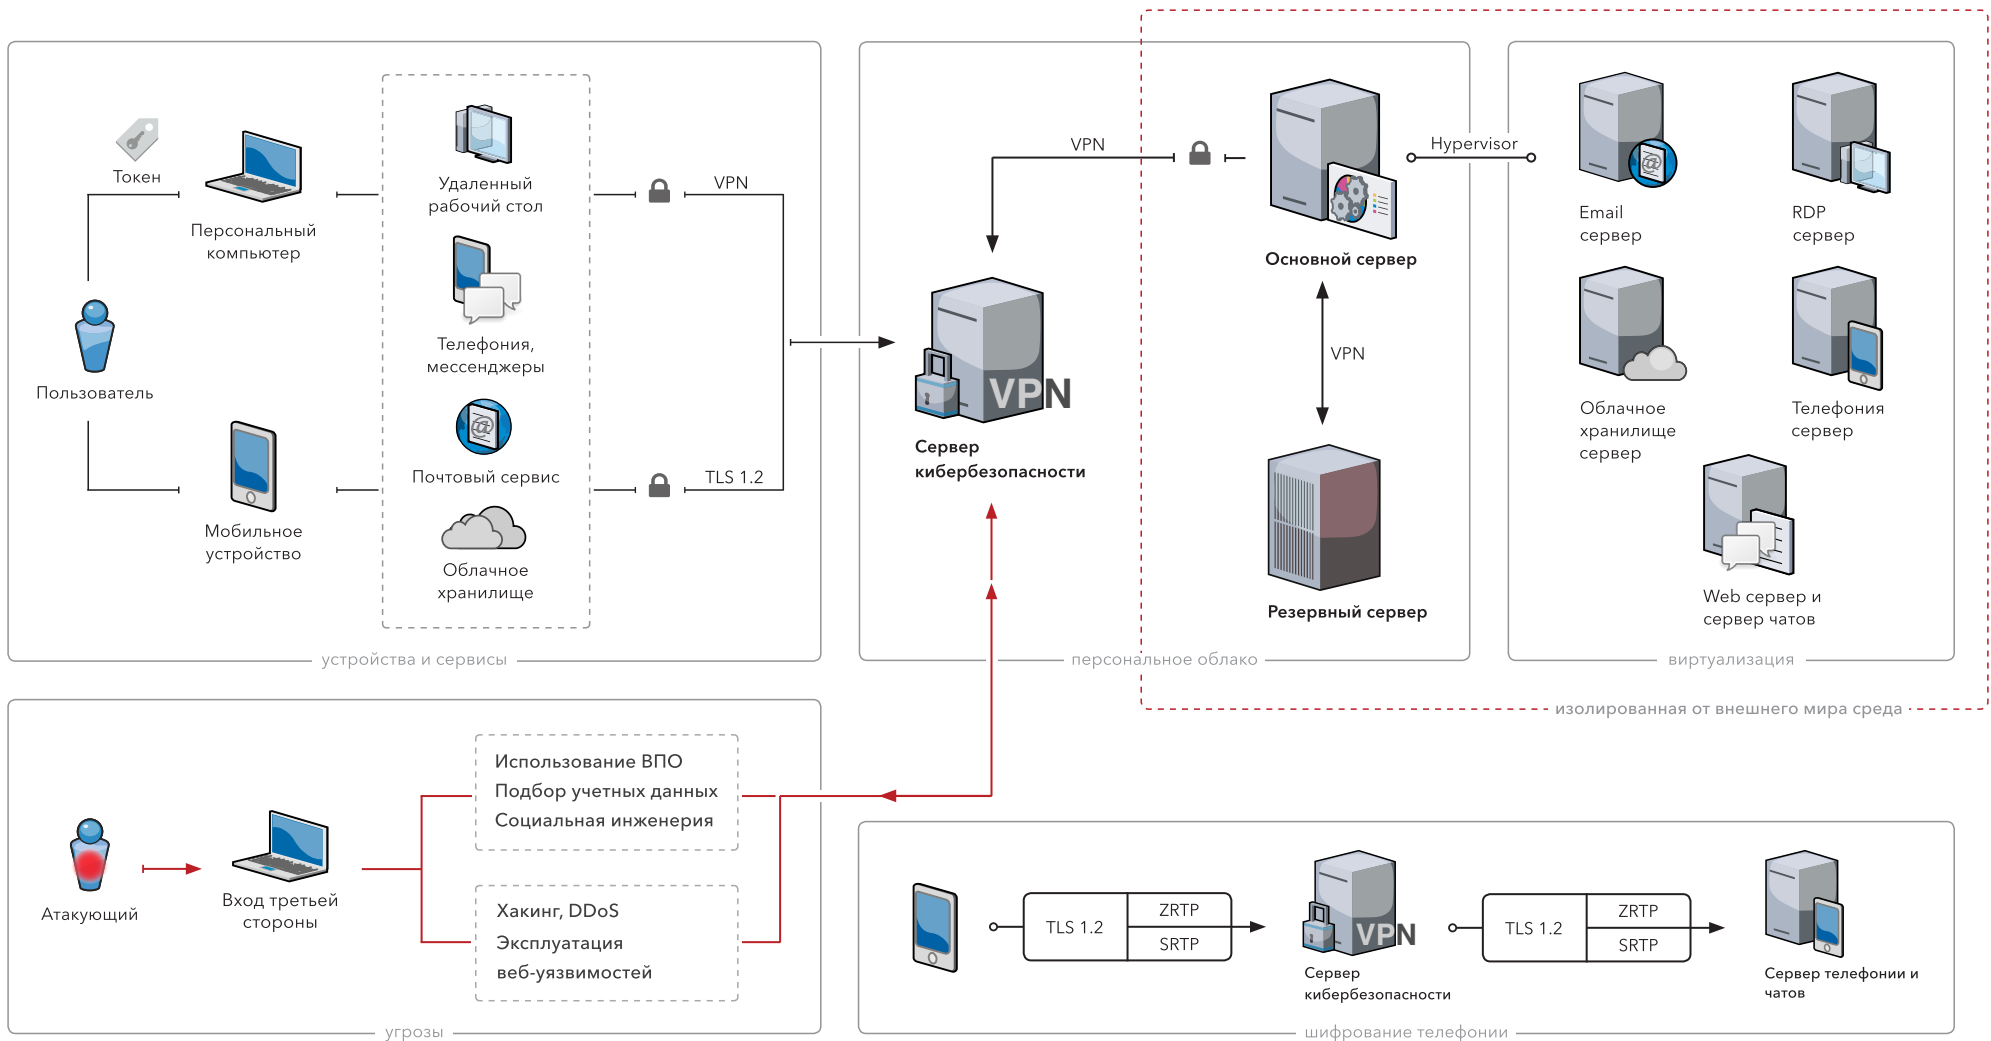 Токен
Персональный
компьютер
Пользователь
Мобильное
устройство
Удаленный
рабочий стол
Телефония,
мессенджеры
Почтовый сервис
Облачное
хранилище
VPN
TLS 1.2
устройства и сервисы
VPN
VPN
Сервер
кибербезопасности
Основной сервер
VPN
Резервный сервер
персональное облако
Hypervisor
Email
сервер
RDP
сервер
Облачное
хранилище
сервер
Телефония
сервер
Web сервер и
сервер чатов
виртуализация
изолированная от внешнего мира среда
Атакующий
Вход третьей
стороны
Использование ВПО
Подбор учетных данных
Социальная инженерия
Хакинг, DDoS
Эксплуатация
веб-уязвимостей
угрозы
TLS 1.2
ZRTP
SRTP
VPN
Сервер
кибербезопасности
TLS 1.2
ZRTP
SRTP
Сервер телефонии и
чатов
шифрование телефонии